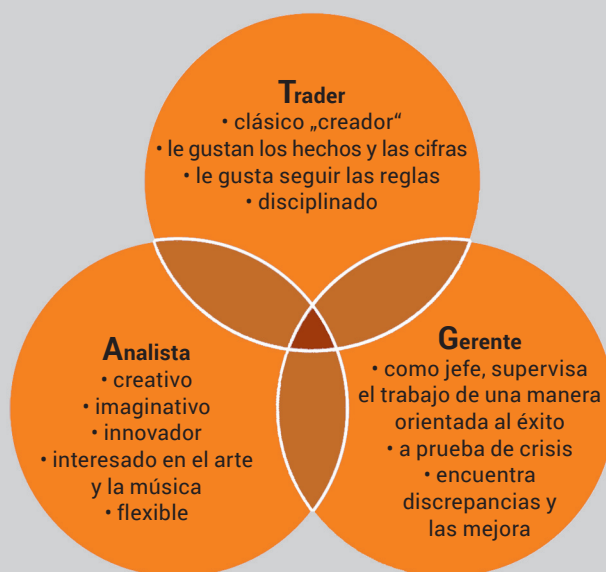 Trader
• clásico „creador“
• le gustan los hechos y las cifras
• le gusta seguir las reglas
• disciplinado
Analista
• creativo
• imaginativo
• innovador
• interesado en el arte
y la música
• flexible
Gerente
• como jefe, supervisa
el trabajo de una manera
orientada al éxito
• a prueba de crisis
• encuentra
discrepancias y
las mejora